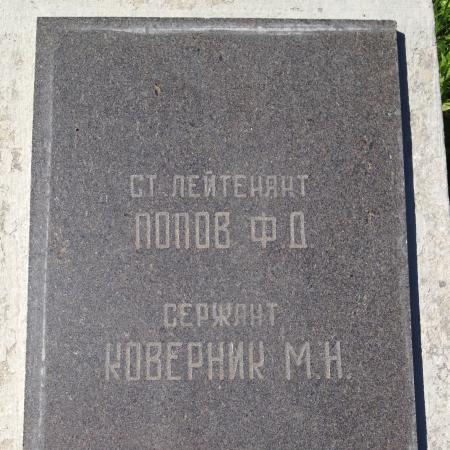 СТ. ЛЕЙТЕНАНТ
ПОПОВ Ф.Д.
СЕРЖАНТ
КОВЕРНИК М.Н.